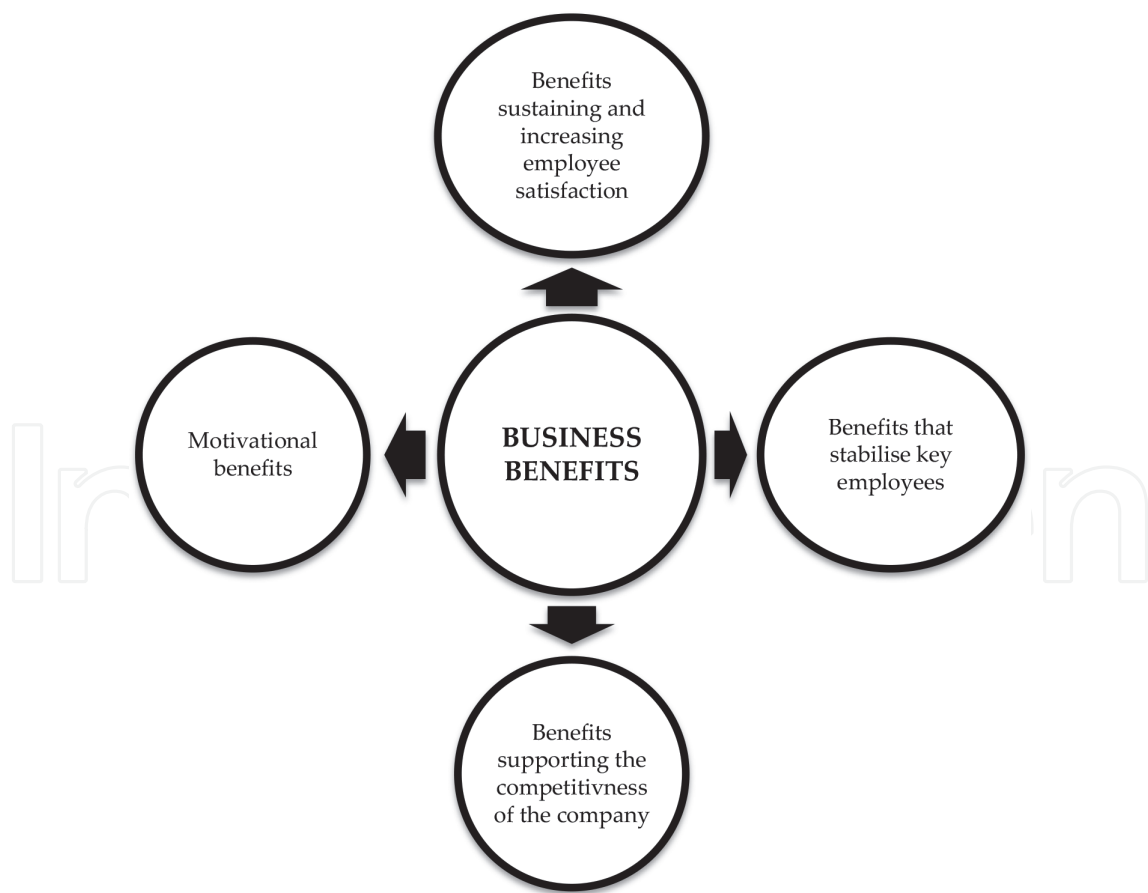 Benefits
sustaining and
increasing
employee
satisfaction
Motivational
benefits
BUSINESS
BENEFITS
Benefits that
stabilise key
employees
Benefits
supporting the
competitivness
of the company
In
n